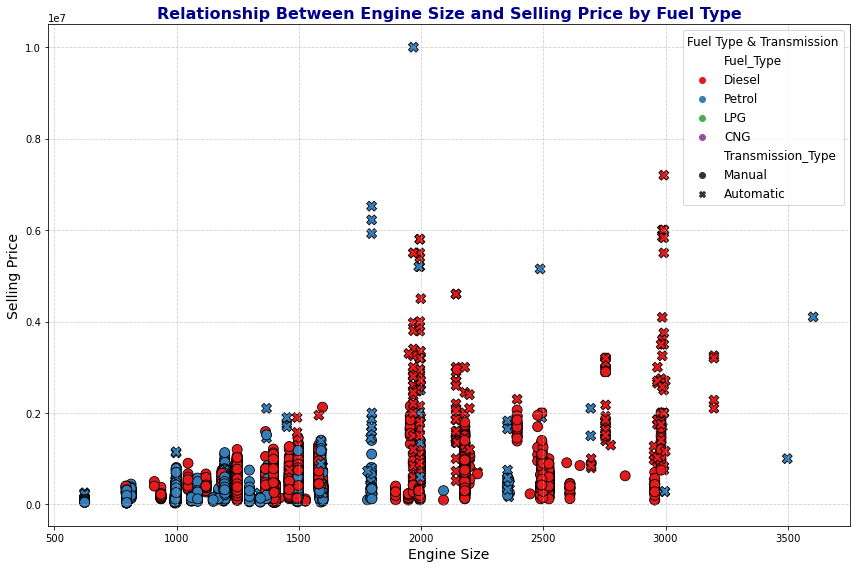 Relationship Between Engine Size and Selling Price by Fuel Type
1e7
Fuel Type & Transmission
Fuel_Type
Diesel
Petrol
LPG
CNG
Transmission_Type
Manual
Automatic
Selling Price
1.0
0.8
0.6
0.4
0.2
0.0
500 1000 1500 2000 2500 3000 3500
Engine Size